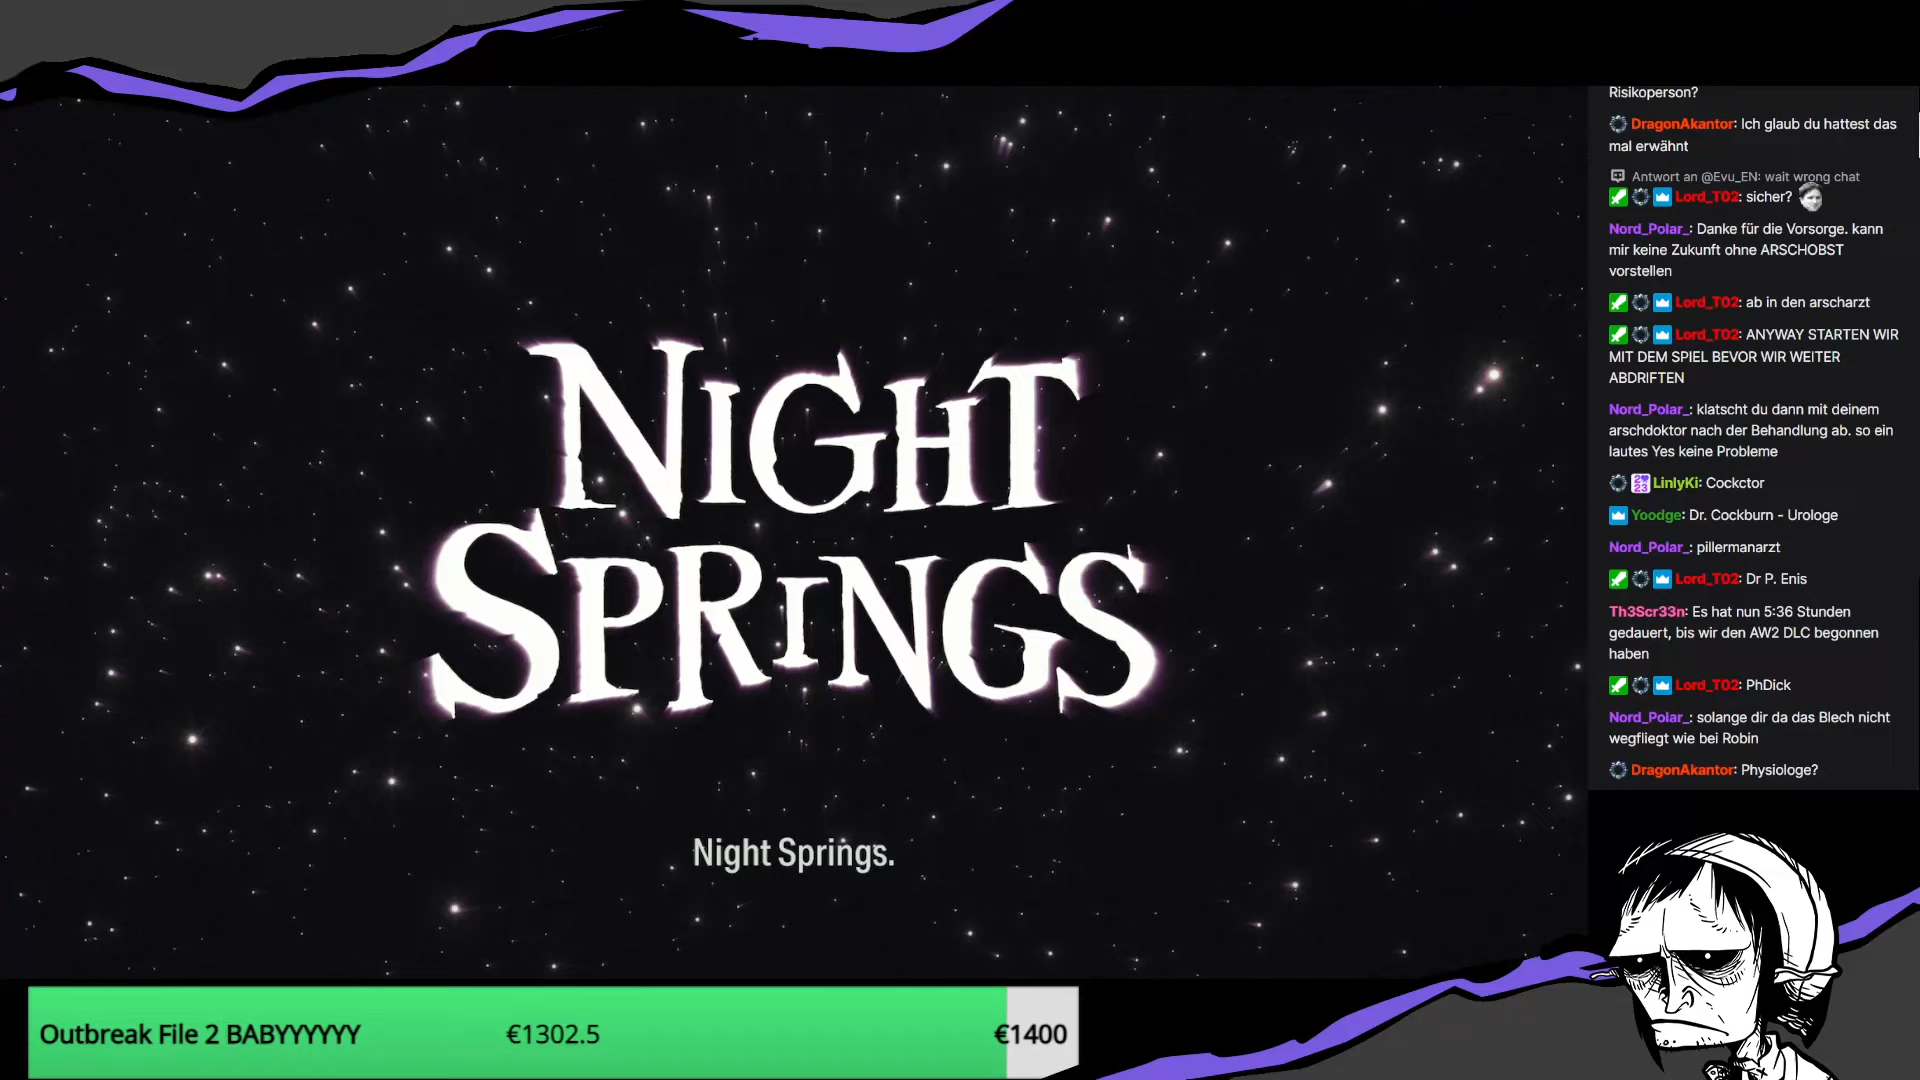 NIGHT
SPRINGS
Night Springs.
Outbreak File 2 BABYYYYYY €1302.5 €1400
Risikoperson?
DragonAkantor: Ich glaub du hattest das
mal erwähnt
Antwort an @Evu_EN: wait wrong chat
Lord_T02: sicher?
Nord_Polar_: Danke für die Vorsorge. kann
mir keine Zukunft ohne ARSCHOBST
vorstellen
Lord_T02: ab in den arscharzt
Lord_T02: ANYWAY STARTEN WIR
MIT DEM SPIEL BEVOR WIR WEITER
ABDRIFTEN
Nord_Polar_: klatscht du dann mit deinem
arschdoktor nach der Behandlung ab. so ein
lautes Yes keine Probleme
LinlyKi: Cockctor
Yoodge: Dr. Cockburn - Urologe
Nord_Polar_: pillermanarzt
Lord_T02: Dr P. Enis
Th3Scr33n: Es hat nun 5:36 Stunden
gedauert, bis wir den AW2 DLC begonnen
haben
Lord_T02: PhDick
Nord_Polar_: solange dir da das Blech nicht
wegfliegt wie bei Robin
DragonAkantor: Physiologe?